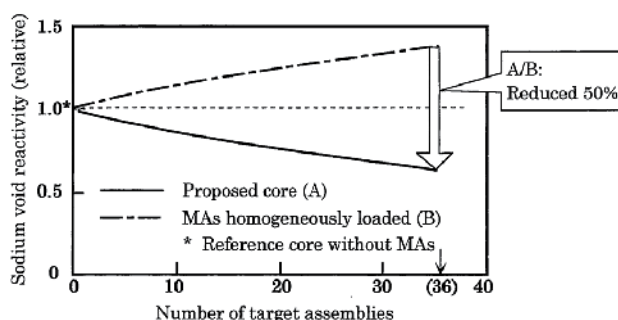 Sodium void reactivity (relative)
1.5
1.0*
0.5
0
A/B:
Reduced 50%
Proposed core (A)
MAs homogeneously loaded (B)
* Reference core without MAs
0
10
20
30
(36)
40
Number of target assemblies